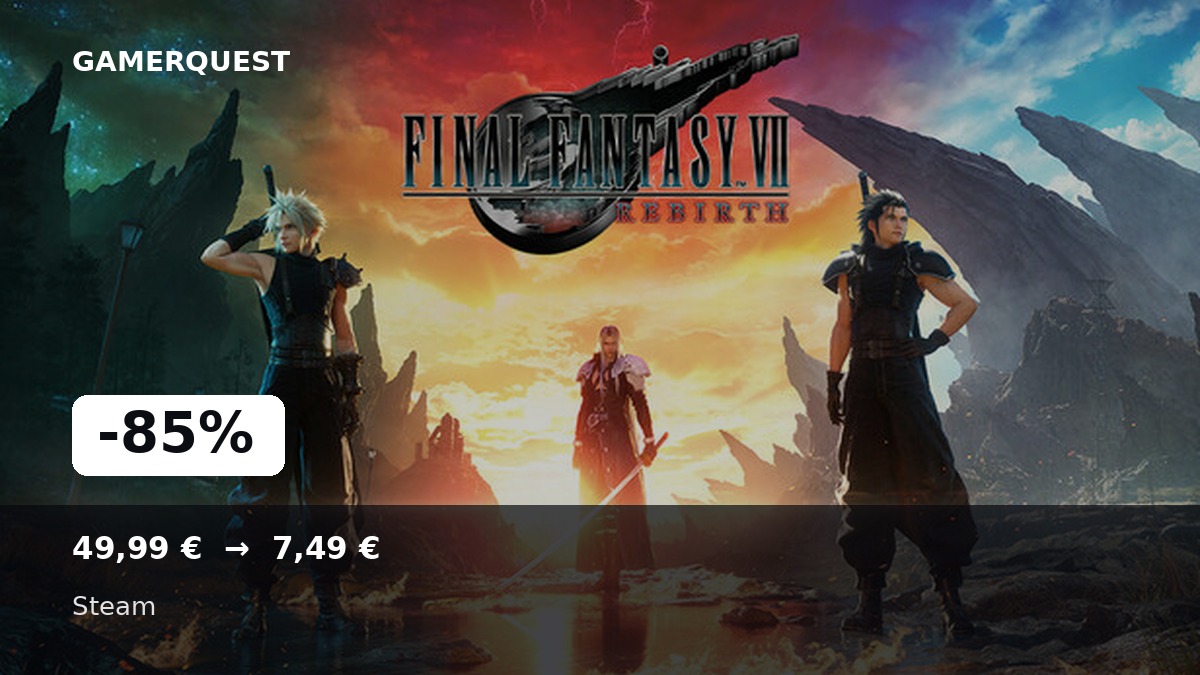 GAMERQUEST
FINAL FANTASY VII
REBIRTH
-85%
49,99 € → 7,49 €
Steam